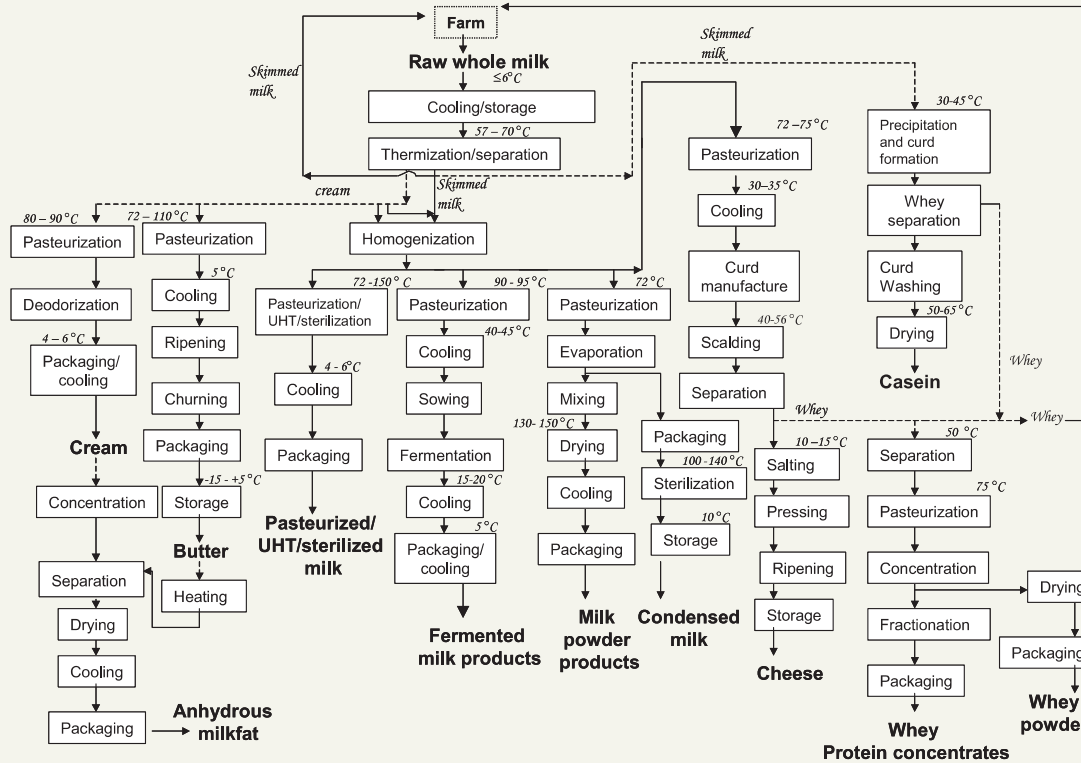 Farm
Raw whole milk
≤6°C
Cooling/storage
57 – 70°C
Thermization/separation
Skimmed
milk
Skimmed
milk
cream
Skimmed
milk
80 – 90°C
Pasteurization
Deodorization
4 – 6°C
Packaging/
cooling
Cream
Concentration
Separation
Drying
Cooling
Packaging
Anhydrous
milkfat
72 – 110°C
Pasteurization
5°C
Cooling
Ripening
Churning
Packaging
-15 - +5°C
Storage
Butter
Heating
Homogenization
72 -150° C
Pasteurization/
UHT/sterilization
4 - 6°C
Cooling
Packaging
Pasteurized/
UHT/sterilized
milk
90 - 95°C
Pasteurization
40-45°C
Cooling
Sowing
Fermentation
15-20°C
Cooling
5°C
Packaging/
cooling
Fermented
milk products
72°C
Pasteurization
Evaporation
Mixing
130- 150°C
Drying
Cooling
Packaging
Milk
powder
products
Packaging
100 -140°C
Sterilization
10°C
Storage
Condensed
milk
72 –75°C
Pasteurization
30–35°C
Cooling
Curd
manufacture
40-56°C
Scalding
Separation
Whey
10 –15°C
Salting
Pressing
Ripening
Storage
Cheese
30-45°C
Precipitation
and curd
formation
Whey
separation
Curd
Washing
50-65°C
Drying
Casein
Whey
Whey
50 °C
Separation
75°C
Pasteurization
Concentration
Fractionation
Packaging
Whey
Protein concentrates
Drying
Packaging
Whey
powde